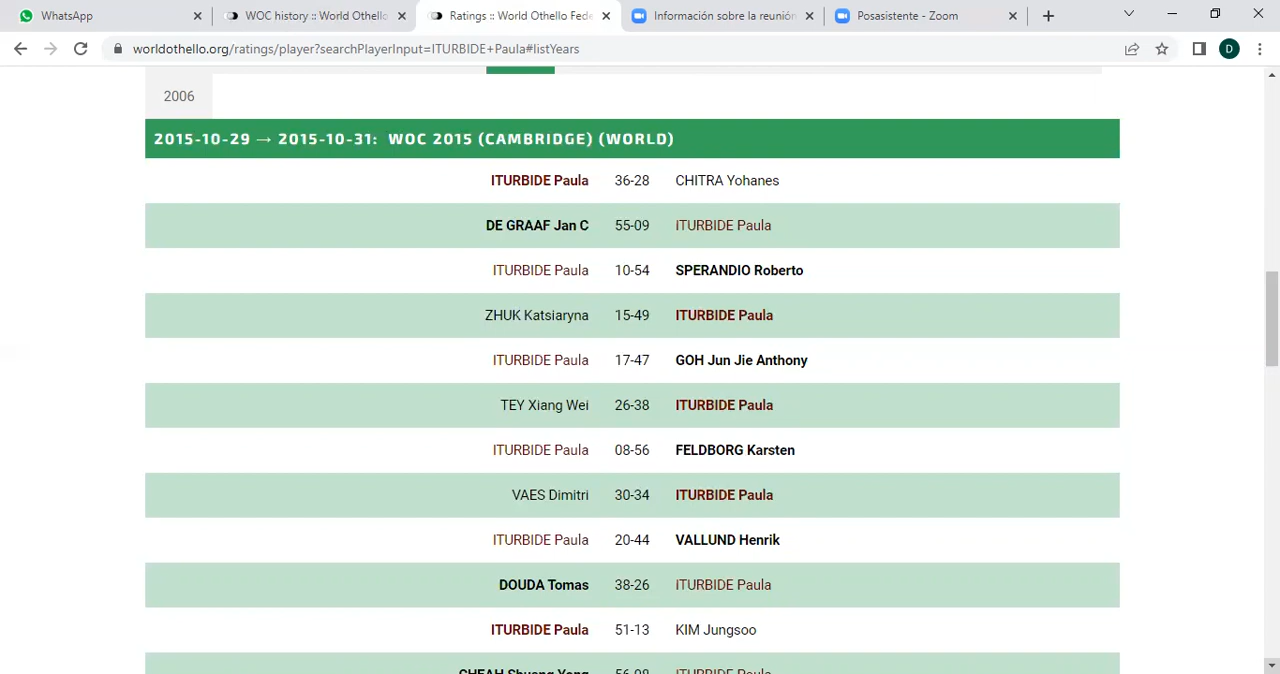 WhatsApp
WOC history :: World Othello
Ratings :: World Othello Fede
Información sobre la reunión
Posasistente - Zoom
worldothello.org/ratings/player?searchPlayerInput=ITURBIDE+Paula#listYears
D
2006
2015-10-29 → 2015-10-31: WOC 2015 (CAMBRIDGE) (WORLD)
ITURBIDE Paula 36-28 CHITRA Yohanes
DE GRAAF Jan C 55-09 ITURBIDE Paula
ITURBIDE Paula 10-54 SPERANDIO Roberto
ZHUK Katsiaryna 15-49 ITURBIDE Paula
ITURBIDE Paula 17-47 GOH Jun Jie Anthony
TEY Xiang Wei 26-38 ITURBIDE Paula
ITURBIDE Paula 08-56 FELDBORG Karsten
VAES Dimitri 30-34 ITURBIDE Paula
ITURBIDE Paula 20-44 VALLUND Henrik
DOUDA Tomas 38-26 ITURBIDE Paula
ITURBIDE Paula 51-13 KIM Jungsoo
ITURBIDE Paula